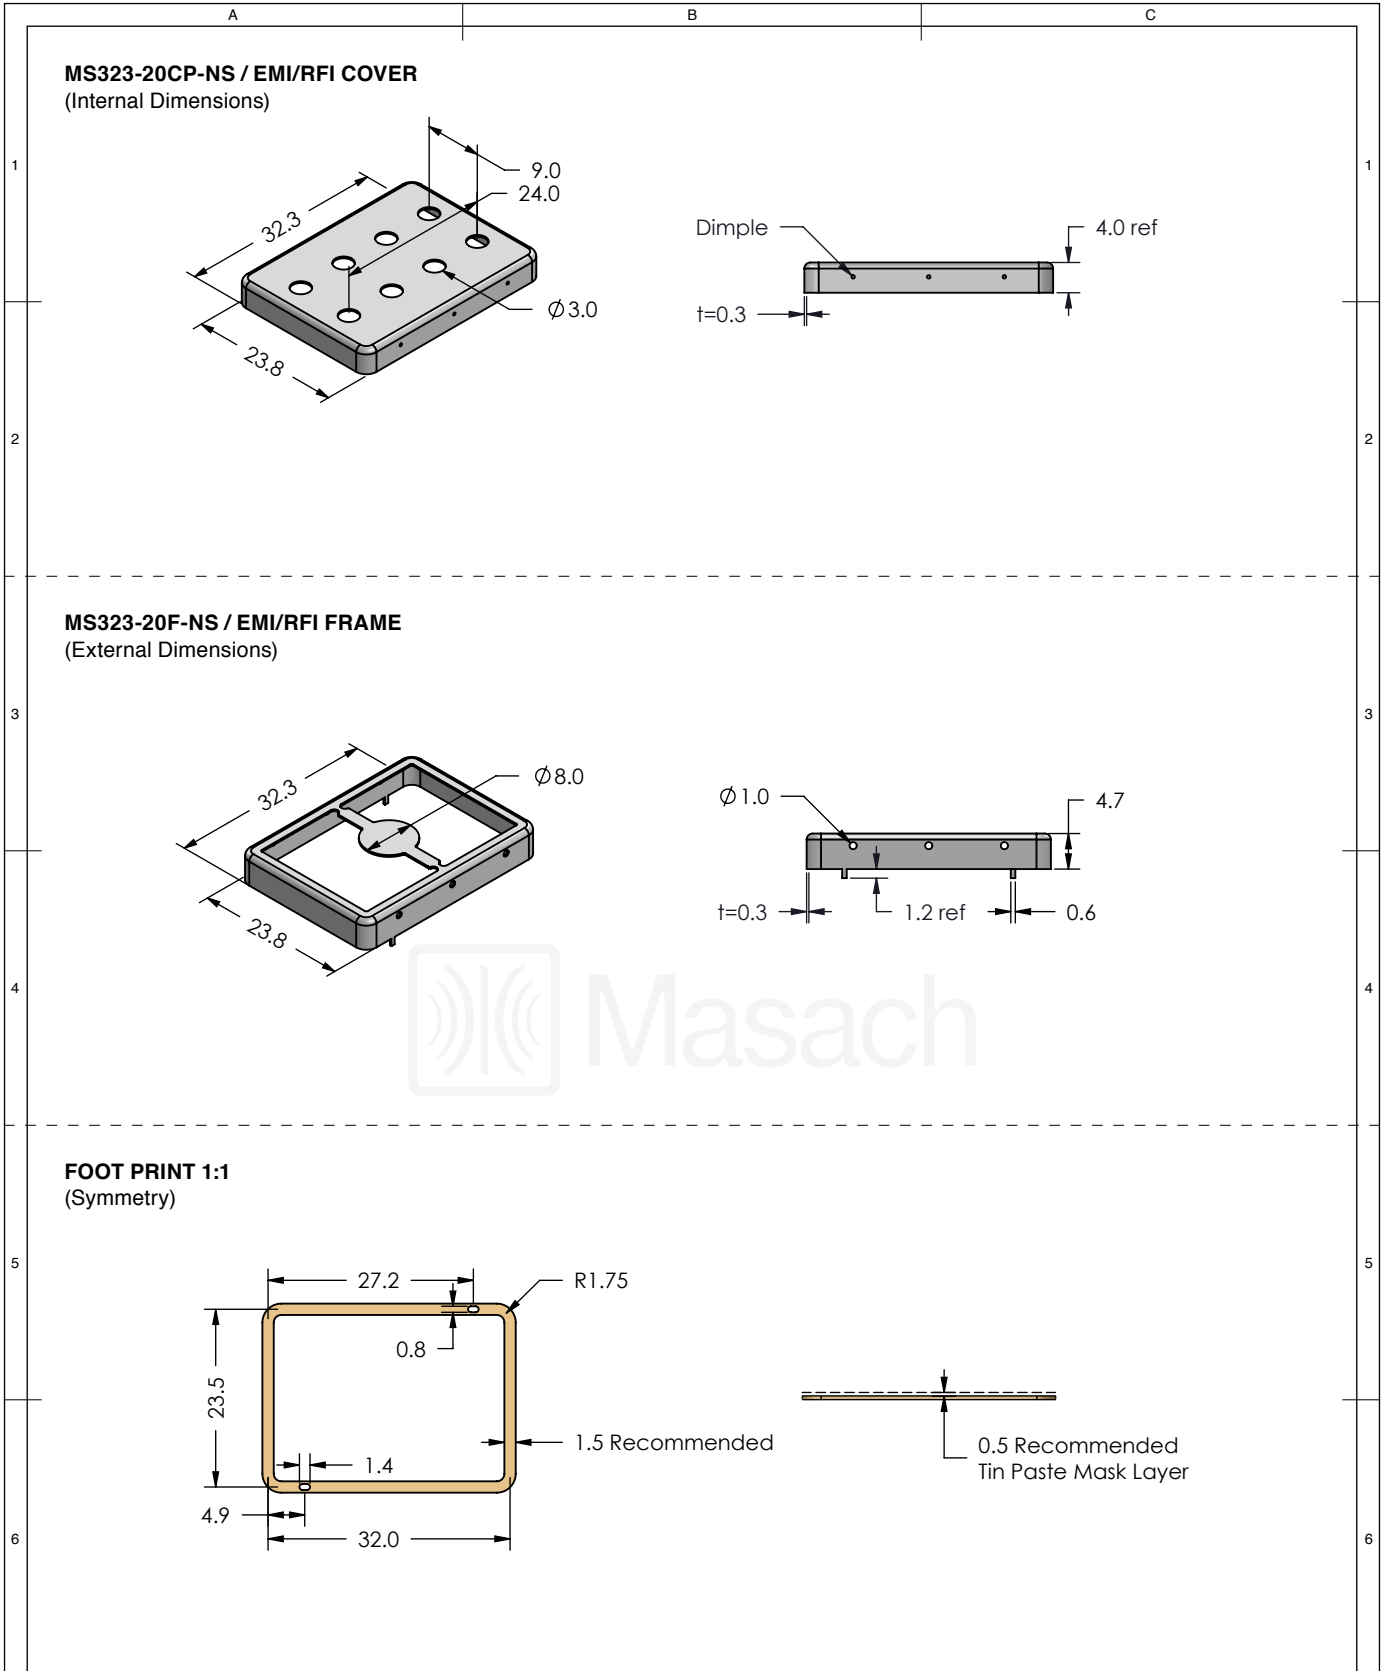 A
B
C
MS323-20CP-NS / EMI/RFI COVER
(Internal Dimensions)
1
1
9.0
24.0
32.3
Dimple
4.0 ref
Ø3.0
t=0.3
23.8
2
2
MS323-20F-NS / EMI/RFI FRAME
(External Dimensions)
3
3
Ø8.0
32.3
Ø1.0
4.7
t=0.3
1.2 ref
0.6
23.8
4
4
Masach
FOOT PRINT 1:1
(Symmetry)
5
5
27.2
R1.75
0.8
23.5
1.5 Recommended
0.5 Recommended
Tin Paste Mask Layer
1.4
4.9
32.0
6
6